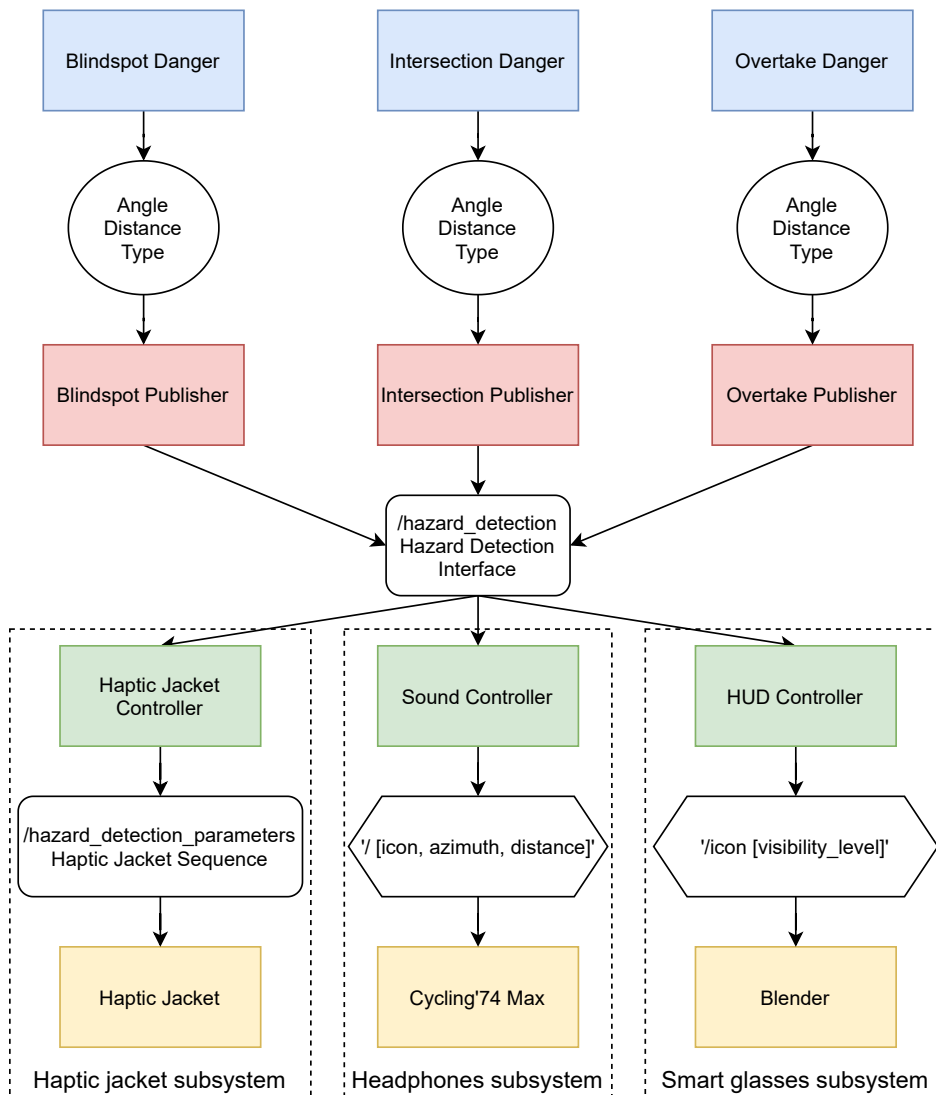 Blindspot Danger
Intersection Danger
Overtake Danger
Angle
Distance
Type
Angle
Distance
Type
Angle
Distance
Type
Blindspot Publisher
Intersection Publisher
Overtake Publisher
/hazard_detection
Hazard Detection
Interface
Haptic Jacket
Controller
Sound Controller
HUD Controller
/hazard_detection_parameters
Haptic Jacket Sequence
'/ [icon, azimuth, distance]'
'/icon [visibility_level]'
Haptic Jacket
Cycling'74 Max
Blender
Haptic jacket subsystem
Headphones subsystem
Smart glasses subsystem